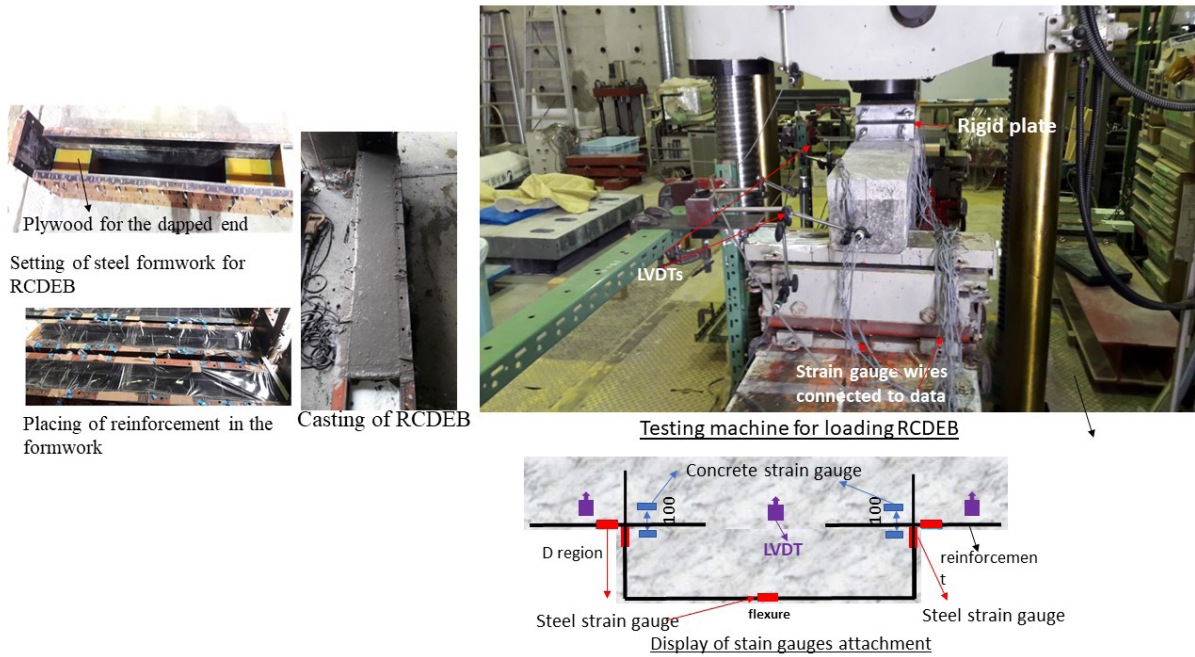 Plywood for the dapped end
Setting of steel formwork for
RCDEB
Placing of reinforcement in the
formwork
Casting of RCDEB
Rigid plate
LVDTs
Strain gauge wires
connected to data
Testing machine for loading RCDEB
Concrete strain gauge
100
100
D region
LVDT
reinforcemen
t
Steel strain gauge
flexure
Steel strain gauge
Display of stain gauges attachment